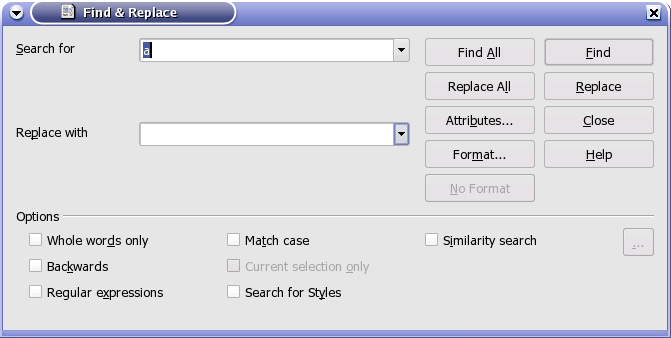 Find & Replace
Search for
a
Find All
Find
Replace All
Replace
Attributes...
Close
Replace with
Format...
Help
No Format
Options
Whole words only
Match case
Similarity search
...
Backwards
Current selection only
Regular expressions
Search for Styles